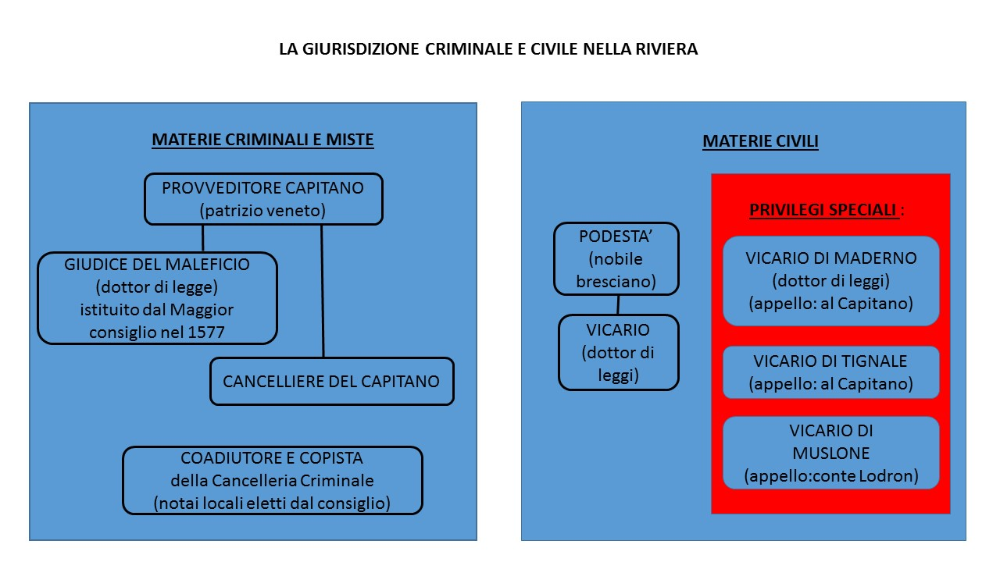 LA GIURISDIZIONE CRIMINALE E CIVILE NELLA RIVIERA
MATERIE CRIMINALI E MISTE
PROVVEDITORE CAPITANO
(patrizio veneto)
GIUDICE DEL MALEFICIO
(dottor di legge)
istituito dal Maggior
consiglio nel 1577
CANCELLIERE DEL CAPITANO
COADIUTORE E COPISTA
della Cancelleria Criminale
(notai locali eletti dal consiglio)
MATERIE CIVILI
PODESTA’
(nobile
bresciano)
VICARIO
(dottor di
leggi)
PRIVILEGI SPECIALI :
VICARIO DI MADERNO
(dottor di leggi)
(appello: al Capitano)
VICARIO DI TIGNALE
(appello: al Capitano)
VICARIO DI
MUSLONE
(appello:conte Lodron)